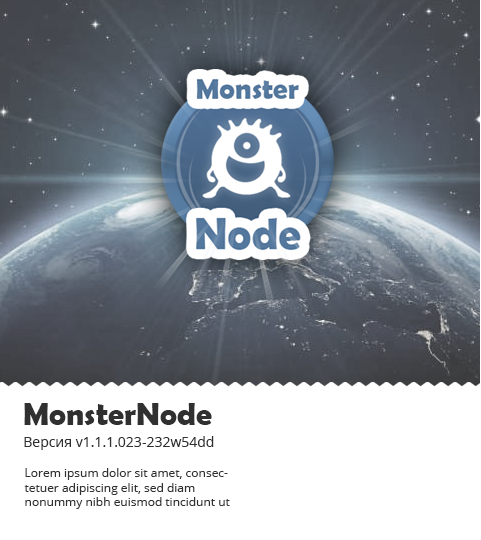 Monster
Node
MonsterNode
Версия v1.1.1.023-232w54dd
Lorem ipsum dolor sit amet, consec-
tetuer adipiscing elit, sed diam
nonummy nibh euismod tincidunt ut